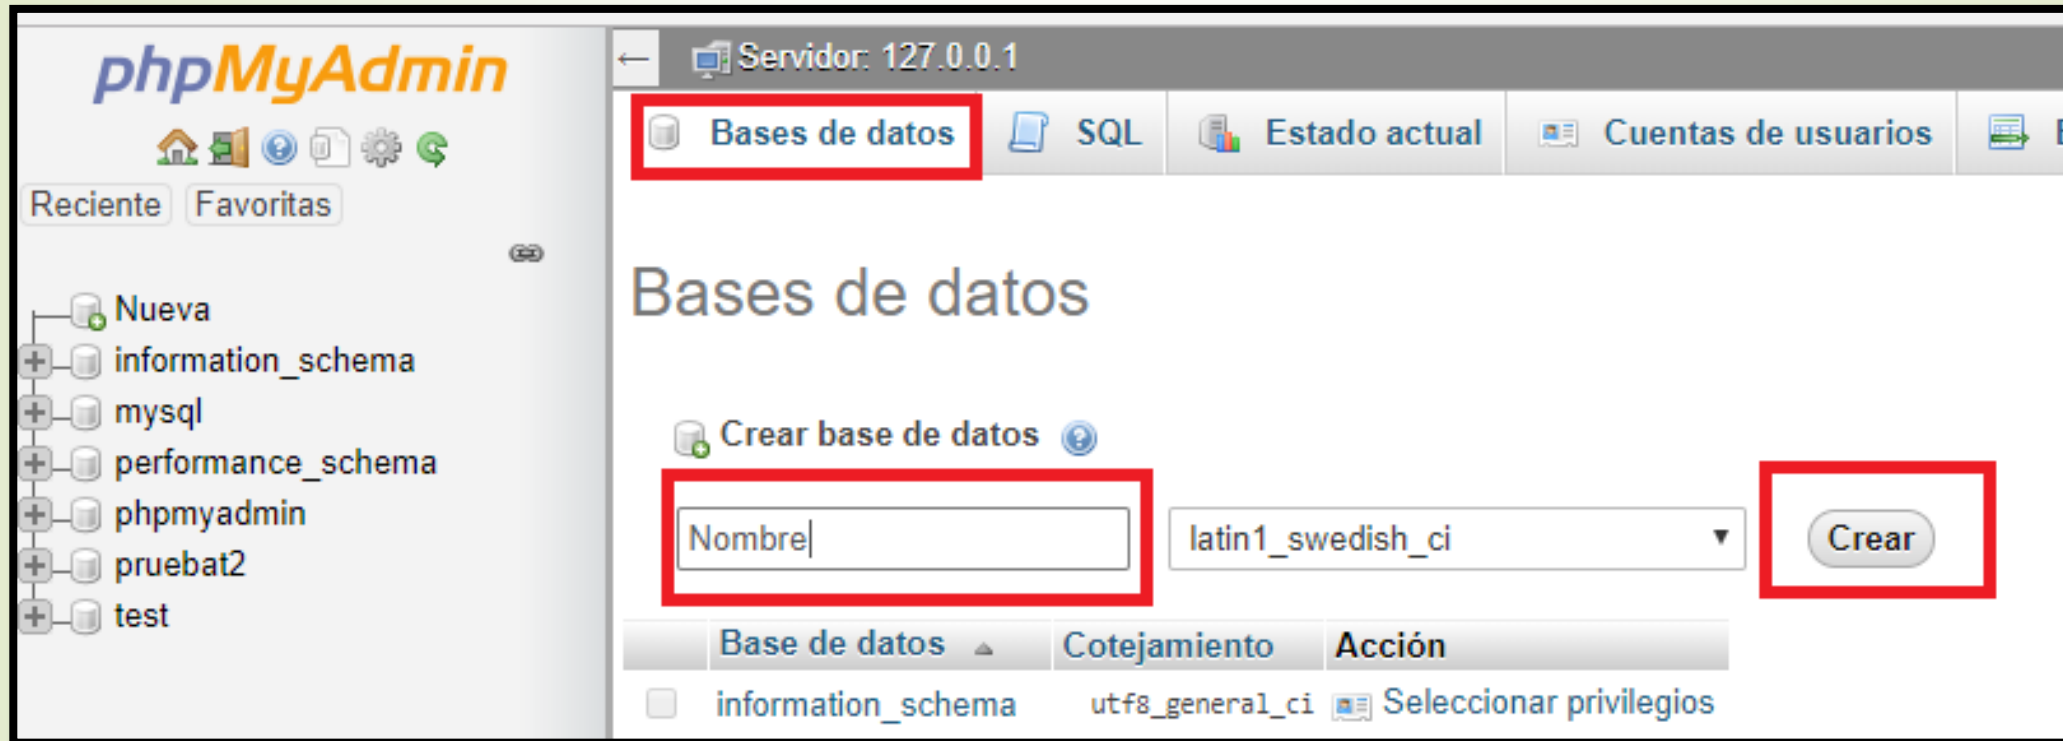 phpMyAdmin
Reciente Favoritas
Nueva
information_schema
mysql
performance_schema
phpmyadmin
pruebat2
test
← Servidor: 127.0.0.1
Bases de datos SQL Estado actual Cuentas de usuarios
Bases de datos
Crear base de datos
Nombre latin1_swedish_ci Crear
Base de datos Cotejamiento Acción
information_schema utf8_general_ci Seleccionar privilegios